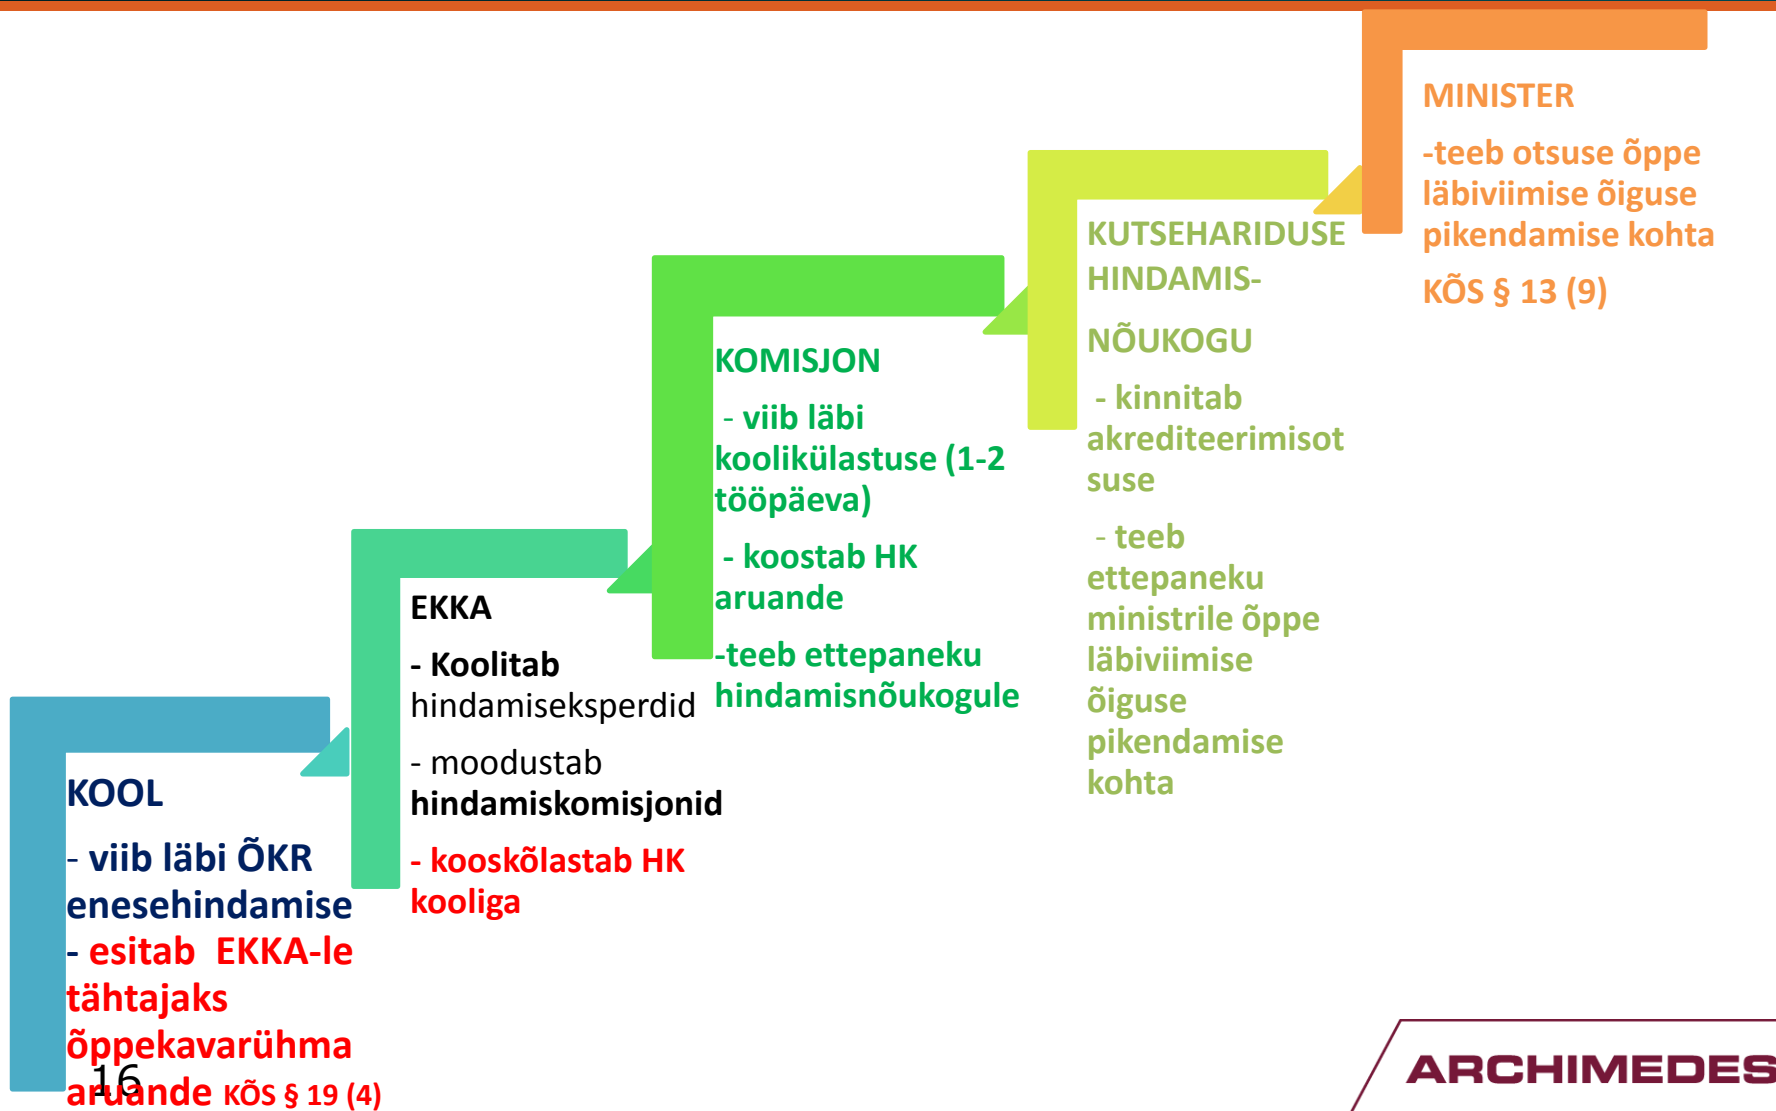 KOOL
- viib läbi ÕKR
enesehindamise
- esitab EKKA-le
tähtajaks
õppekavarühma
aruande KÕS § 19 (4)
16
EKKA
- Koolitab
hindamiseksperdid
- moodustab
hindamiskomisjonid
- kooskõlastab HK
kooliga
KOMISJON
- viib läbi
koolikülastuse (1-2
tööpäeva)
- koostab HK
aruande
-teeb ettepaneku
hindamisnõukogule
KUTSEHARIDUSE
HINDAMIS-
NÕUKOGU
- kinnitab
akrediteerimisot
suse
- teeb
ettepaneku
ministrile õppe
läbiviimise
õiguse
pikendamise
kohta
MINISTER
-teeb otsuse õppe
läbiviimise õiguse
pikendamise kohta
KÕS § 13 (9)
ARCHIMEDES